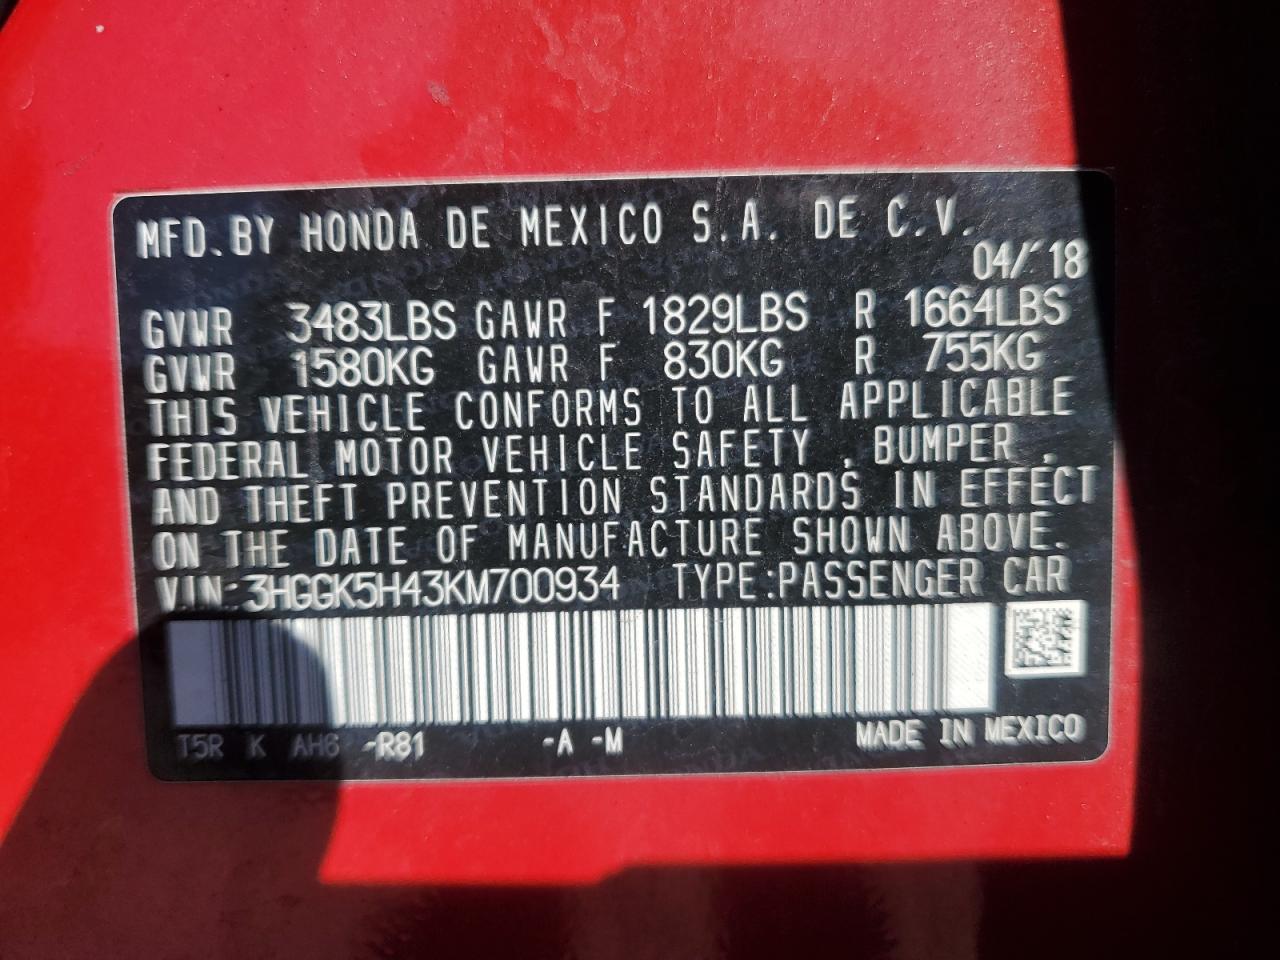 MFD.BY HONDA DE MEXICO S.A. DE C.V.
04/'18
GVWR 3483LBS GAWR F 1829LBS R 1664LBS
GVWR 1580KG GAWR F 830KG R 755KG
THIS VEHICLE CONFORMS TO ALL APPLICABLE
FEDERAL MOTOR VEHICLE SAFETY , BUMPER ,
AND THEFT PREVENTION STANDARDS IN EFFECT
ON THE DATE OF MANUFACTURE SHOWN ABOVE.
VIN:3HGGK5H43KM700934 TYPE:PASSENGER CAR
T5R K AH6 -R81 -A -M MADE IN MEXICO